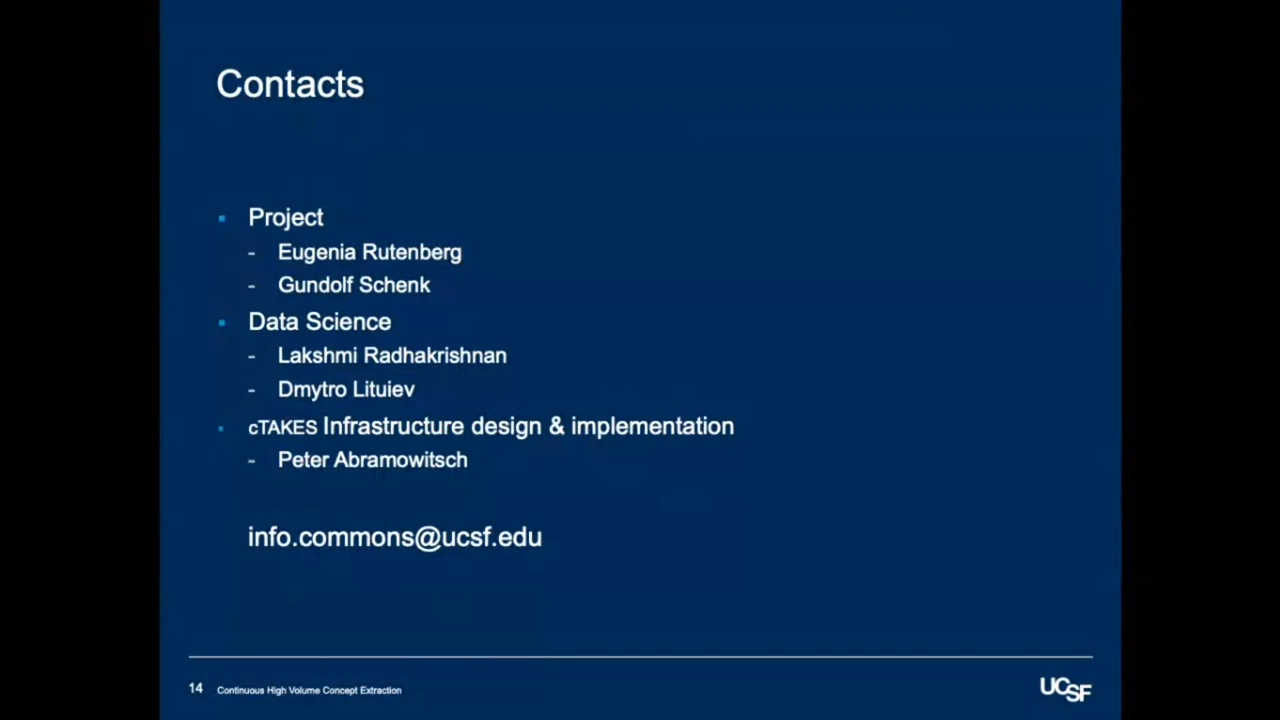 Contacts
▪ Project
- Eugenia Rutenberg
- Gundolf Schenk
▪ Data Science
- Lakshmi Radhakrishnan
- Dmytro Lituiev
▪ cTAKES Infrastructure design & implementation
- Peter Abramowitsch
info.commons@ucsf.edu
14 Continuous High Volume Concept Extraction
UCSF